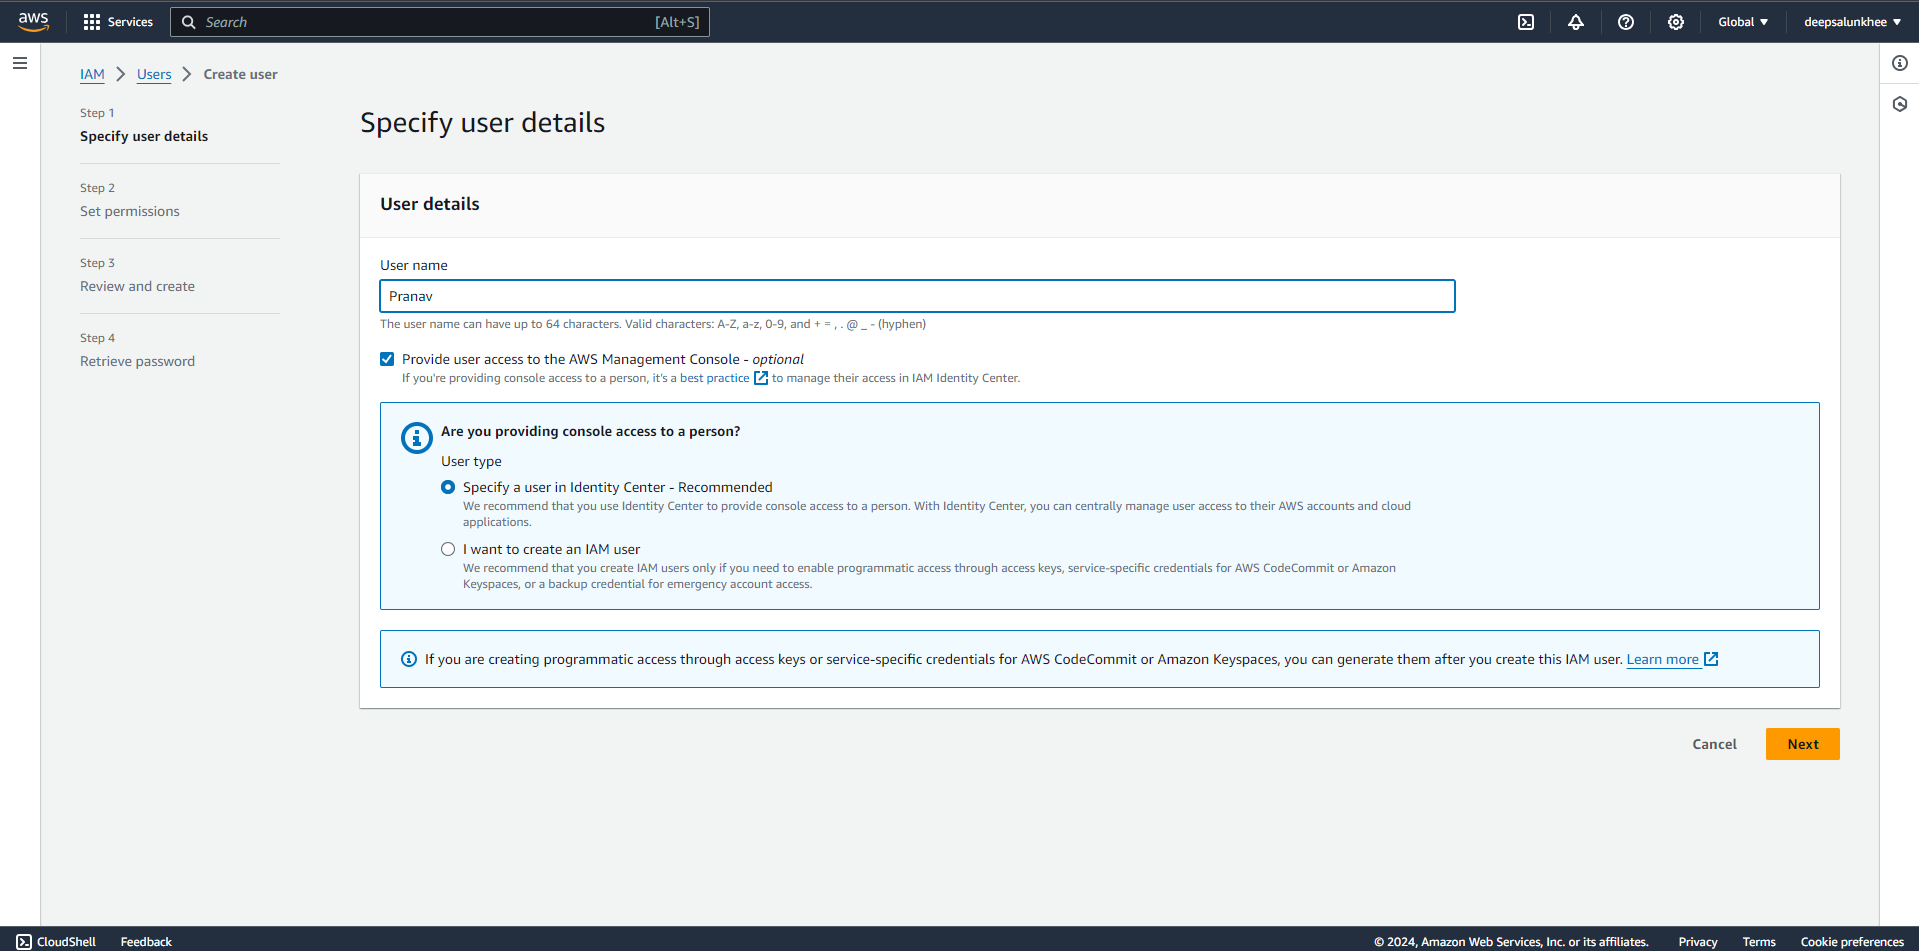 aws
Services
Search
[Alt+S]
Global
deepsalunkhee
IAM
Users
Create user
Step 1
Specify user details
Step 2
Set permissions
Step 3
Review and create
Step 4
Retrieve password
Specify user details
User details
User name
Pranav
The user name can have up to 64 characters. Valid characters: A-Z, a-z, 0-9, and + = , . @ _ - (hyphen)
Provide user access to the AWS Management Console - optional
If you're providing console access to a person, it's a best practice to manage their access in IAM Identity Center.
Are you providing console access to a person?
User type
Specify a user in Identity Center - Recommended
We recommend that you use Identity Center to provide console access to a person. With Identity Center, you can centrally manage user access to their AWS accounts and cloud
applications.
I want to create an IAM user
We recommend that you create IAM users only if you need to enable programmatic access through access keys, service-specific credentials for AWS CodeCommit or Amazon
Keyspaces, or a backup credential for emergency account access.
If you are creating programmatic access through access keys or service-specific credentials for AWS CodeCommit or Amazon Keyspaces, you can generate them after you create this IAM user. Learn more
Cancel
Next
CloudShell
Feedback
© 2024, Amazon Web Services, Inc. or its affiliates.
Privacy
Terms
Cookie preferences